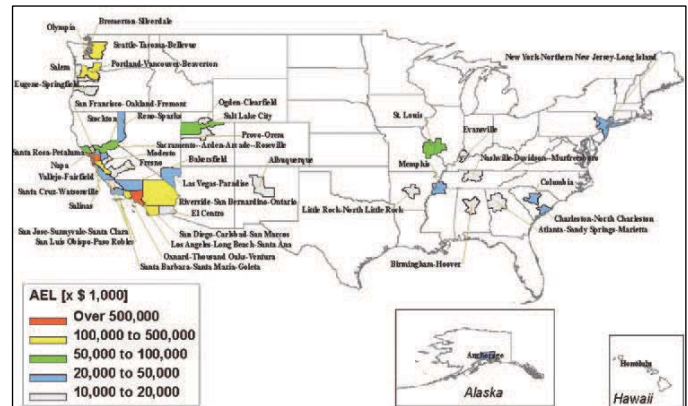 Bremerton-Silverdale
Olympia
Seattle-Tacoma-Bellevue
Portland-Vancouver-Beaverton
Salem
Eugene-Springfield
San Francisco-Oakland-Fremont
Stockton
Reno-Sparks
Ogden-Clearfield
Salt Lake City
Provo-Orem
Sacramento--Arden-Arcade--Roseville
Santa Rosa-Petaluma
Modesto
Napa
Fresno
Bakersfield
Albuquerque
Vallejo-Fairfield
Las Vegas-Paradise
Santa Cruz-Watsonville
Riverside-San Bernardino-Ontario
Salinas
El Centro
San Diego-Carlsbad-San Marcos
San Jose-Sunnyvale-Santa Clara
Los Angeles-Long Beach-Santa Ana
San Luis Obispo-Paso Robles
Oxnard-Thousand Oaks-Ventura
Santa Barbara-Santa Maria-Goleta
New York-Northern New Jersey-Long Island
St. Louis
Evansville
Memphis
Nashville-Davidson--Murfreesboro
Columbia
Little Rock-North Little Rock
Charleston-North Charleston
Atlanta-Sandy Springs-Marietta
Birmingham-Hoover
AEL [x $ 1,000]
Over 500,000
100,000 to 500,000
50,000 to 100,000
20,000 to 50,000
10,000 to 20,000
Anchorage
Alaska
Honolulu
Hawaii